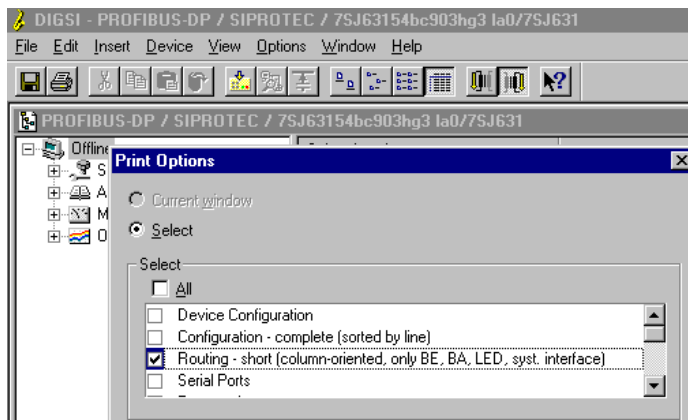 DIGSI - PROFIBUS-DP / SIPROTEC / 7SJ63154bc903hg3 la0/7SJ631
File Edit Insert Device View Options Window Help
PROFIBUS-DP / SIPROTEC / 7SJ63154bc903hg3 la0/7SJ631
Offline
S
A
M
O
Print Options
Current window
Select
Select
All
Device Configuration
Configuration - complete (sorted by line)
Routing - short (column-oriented, only BE, BA, LED, syst. interface)
Serial Ports